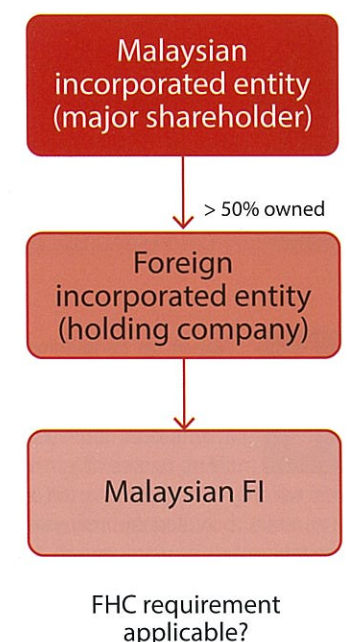 Malaysian
incorporated entity
(major shareholder)
> 50% owned
Foreign
incorporated entity
(holding company)
Malaysian FI
FHC requirement
applicable?